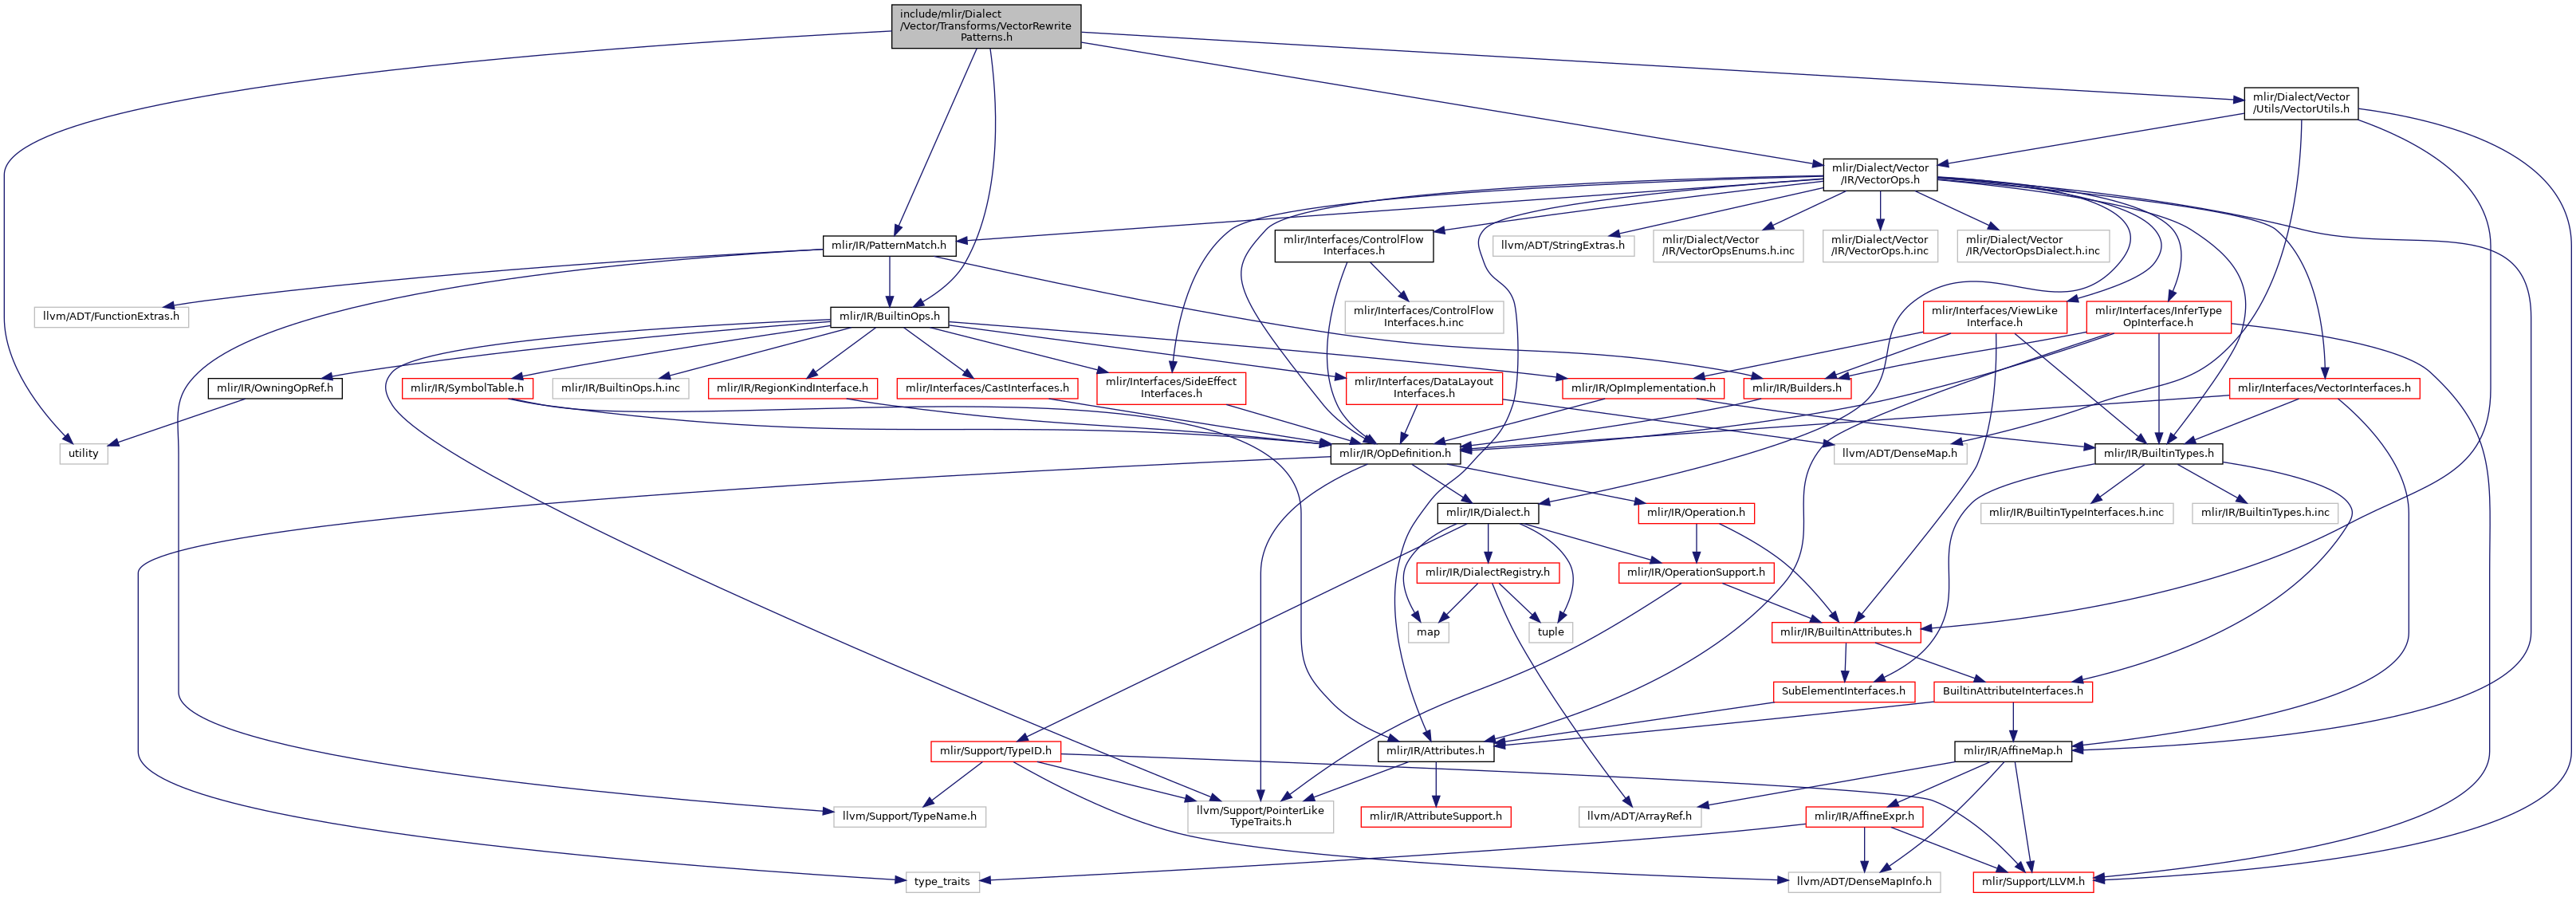 include/mlir/Dialect
/Vector/Transforms/VectorRewrite
Patterns.h
mlir/Dialect/Vector
/Utils/VectorUtils.h
mlir/Dialect/Vector
/IR/VectorOps.h
mlir/IR/PatternMatch.h
mlir/Interfaces/ControlFlow
Interfaces.h
llvm/ADT/StringExtras.h
mlir/Dialect/Vector
/IR/VectorOpsEnums.h.inc
mlir/Dialect/Vector
/IR/VectorOps.h.inc
mlir/Dialect/Vector
/IR/VectorOpsDialect.h.inc
llvm/ADT/FunctionExtras.h
mlir/IR/BuiltinOps.h
mlir/Interfaces/ControlFlow
Interfaces.h.inc
mlir/Interfaces/ViewLike
Interface.h
mlir/Interfaces/InferType
OpInterface.h
mlir/IR/OwningOpRef.h
mlir/IR/SymbolTable.h
mlir/IR/BuiltinOps.h.inc
mlir/IR/RegionKindInterface.h
mlir/Interfaces/CastInterfaces.h
mlir/Interfaces/SideEffect
Interfaces.h
mlir/Interfaces/DataLayout
Interfaces.h
mlir/IR/OpImplementation.h
mlir/IR/Builders.h
mlir/Interfaces/VectorInterfaces.h
utility
mlir/IR/OpDefinition.h
llvm/ADT/DenseMap.h
mlir/IR/BuiltinTypes.h
mlir/IR/Dialect.h
mlir/IR/Operation.h
mlir/IR/BuiltinTypeInterfaces.h.inc
mlir/IR/BuiltinTypes.h.inc
mlir/IR/DialectRegistry.h
mlir/IR/OperationSupport.h
map
tuple
mlir/IR/BuiltinAttributes.h
SubElementInterfaces.h
BuiltinAttributeInterfaces.h
mlir/Support/TypeID.h
mlir/IR/Attributes.h
mlir/IR/AffineMap.h
llvm/Support/TypeName.h
llvm/Support/PointerLike
TypeTraits.h
mlir/IR/AttributeSupport.h
llvm/ADT/ArrayRef.h
mlir/IR/AffineExpr.h
type_traits
llvm/ADT/DenseMapInfo.h
mlir/Support/LLVM.h